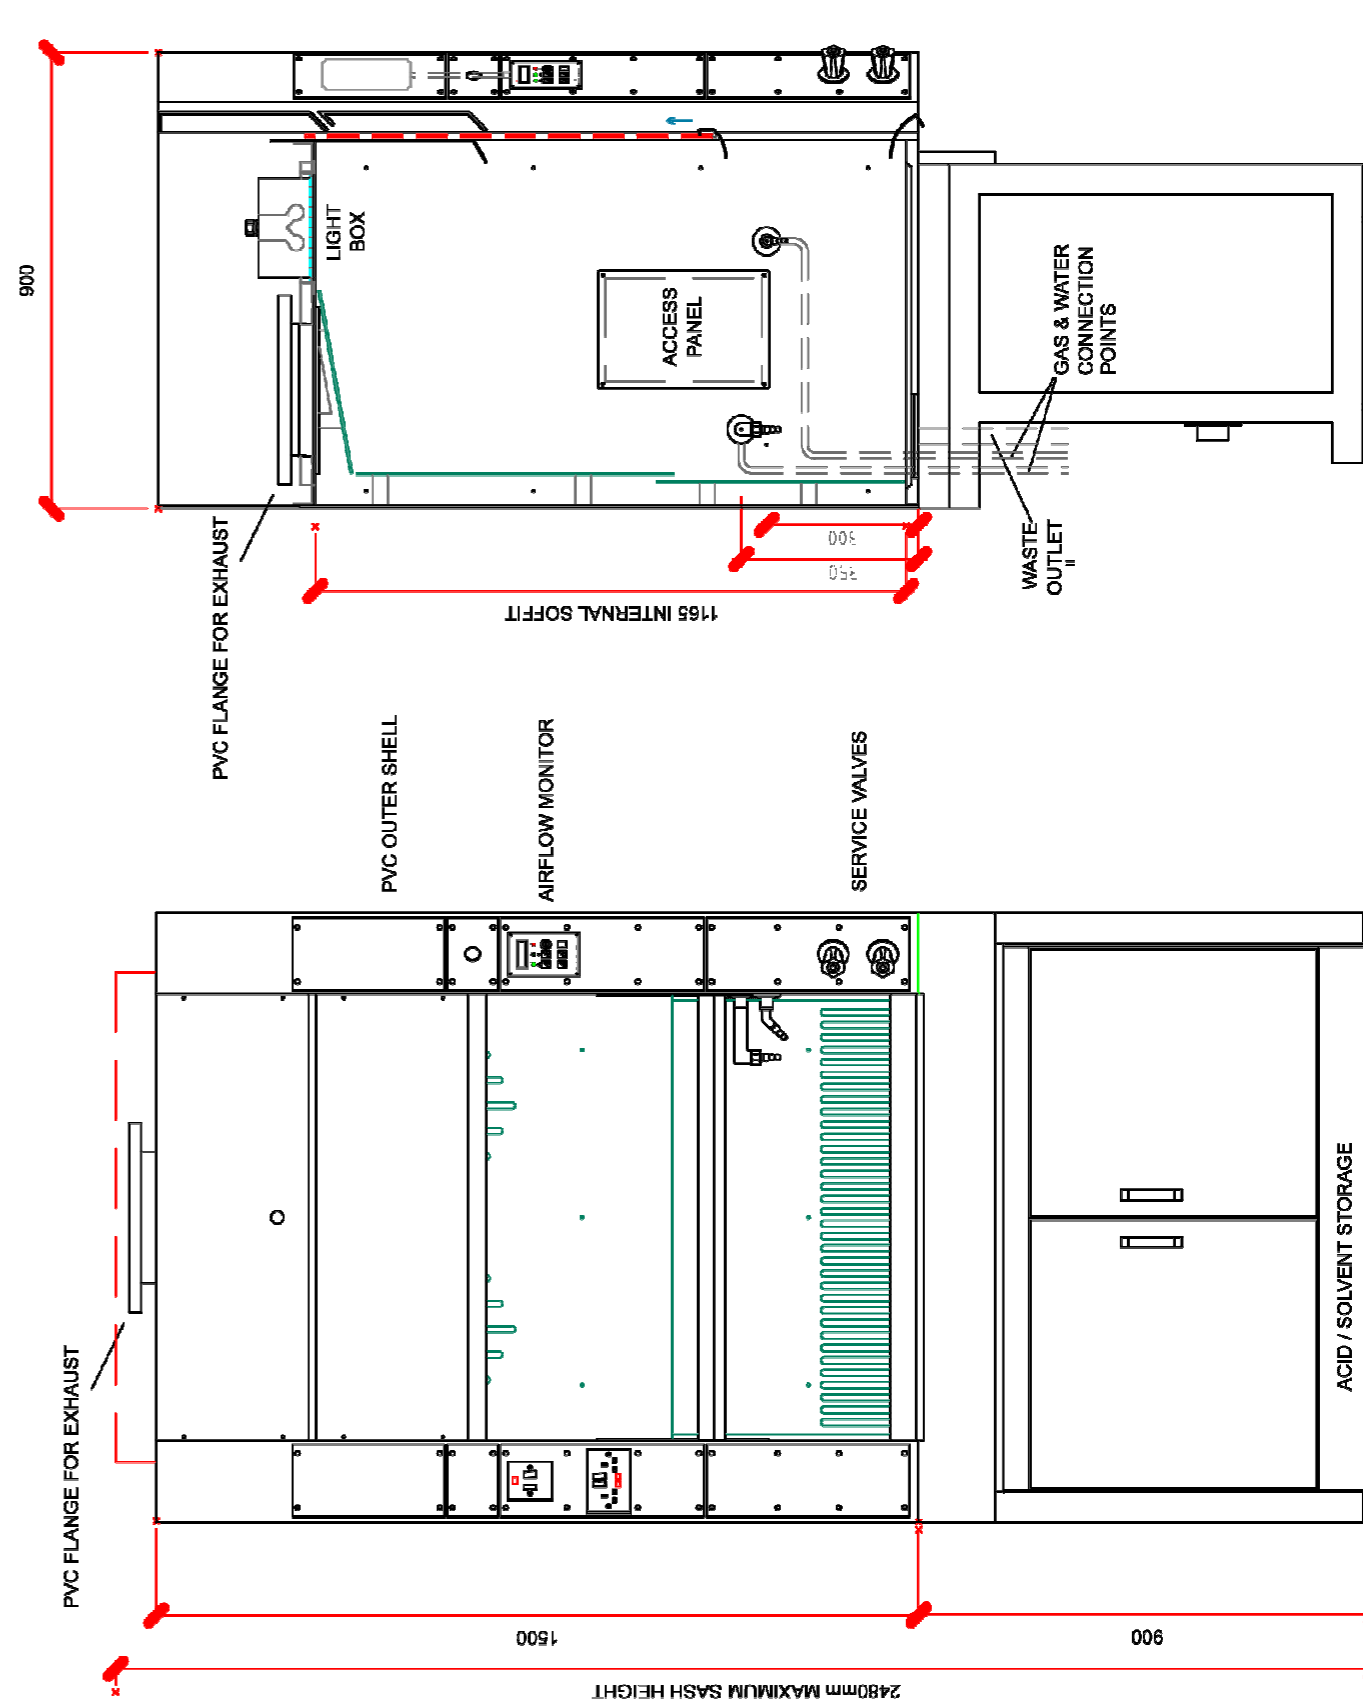 900
LIGHT
BOX
ACCESS
PANEL
GAS & WATER
CONNECTION
POINTS
WASTE
OUTLET
PVC FLANGE FOR EXHAUST
300
350
1165 INTERNAL SOFFIT
PVC OUTER SHELL
AIRFLOW MONITOR
SERVICE VALVES
PVC FLANGE FOR EXHAUST
ACID / SOLVENT STORAGE
1500
900
2480mm MAXIMUM SASH HEIGHT